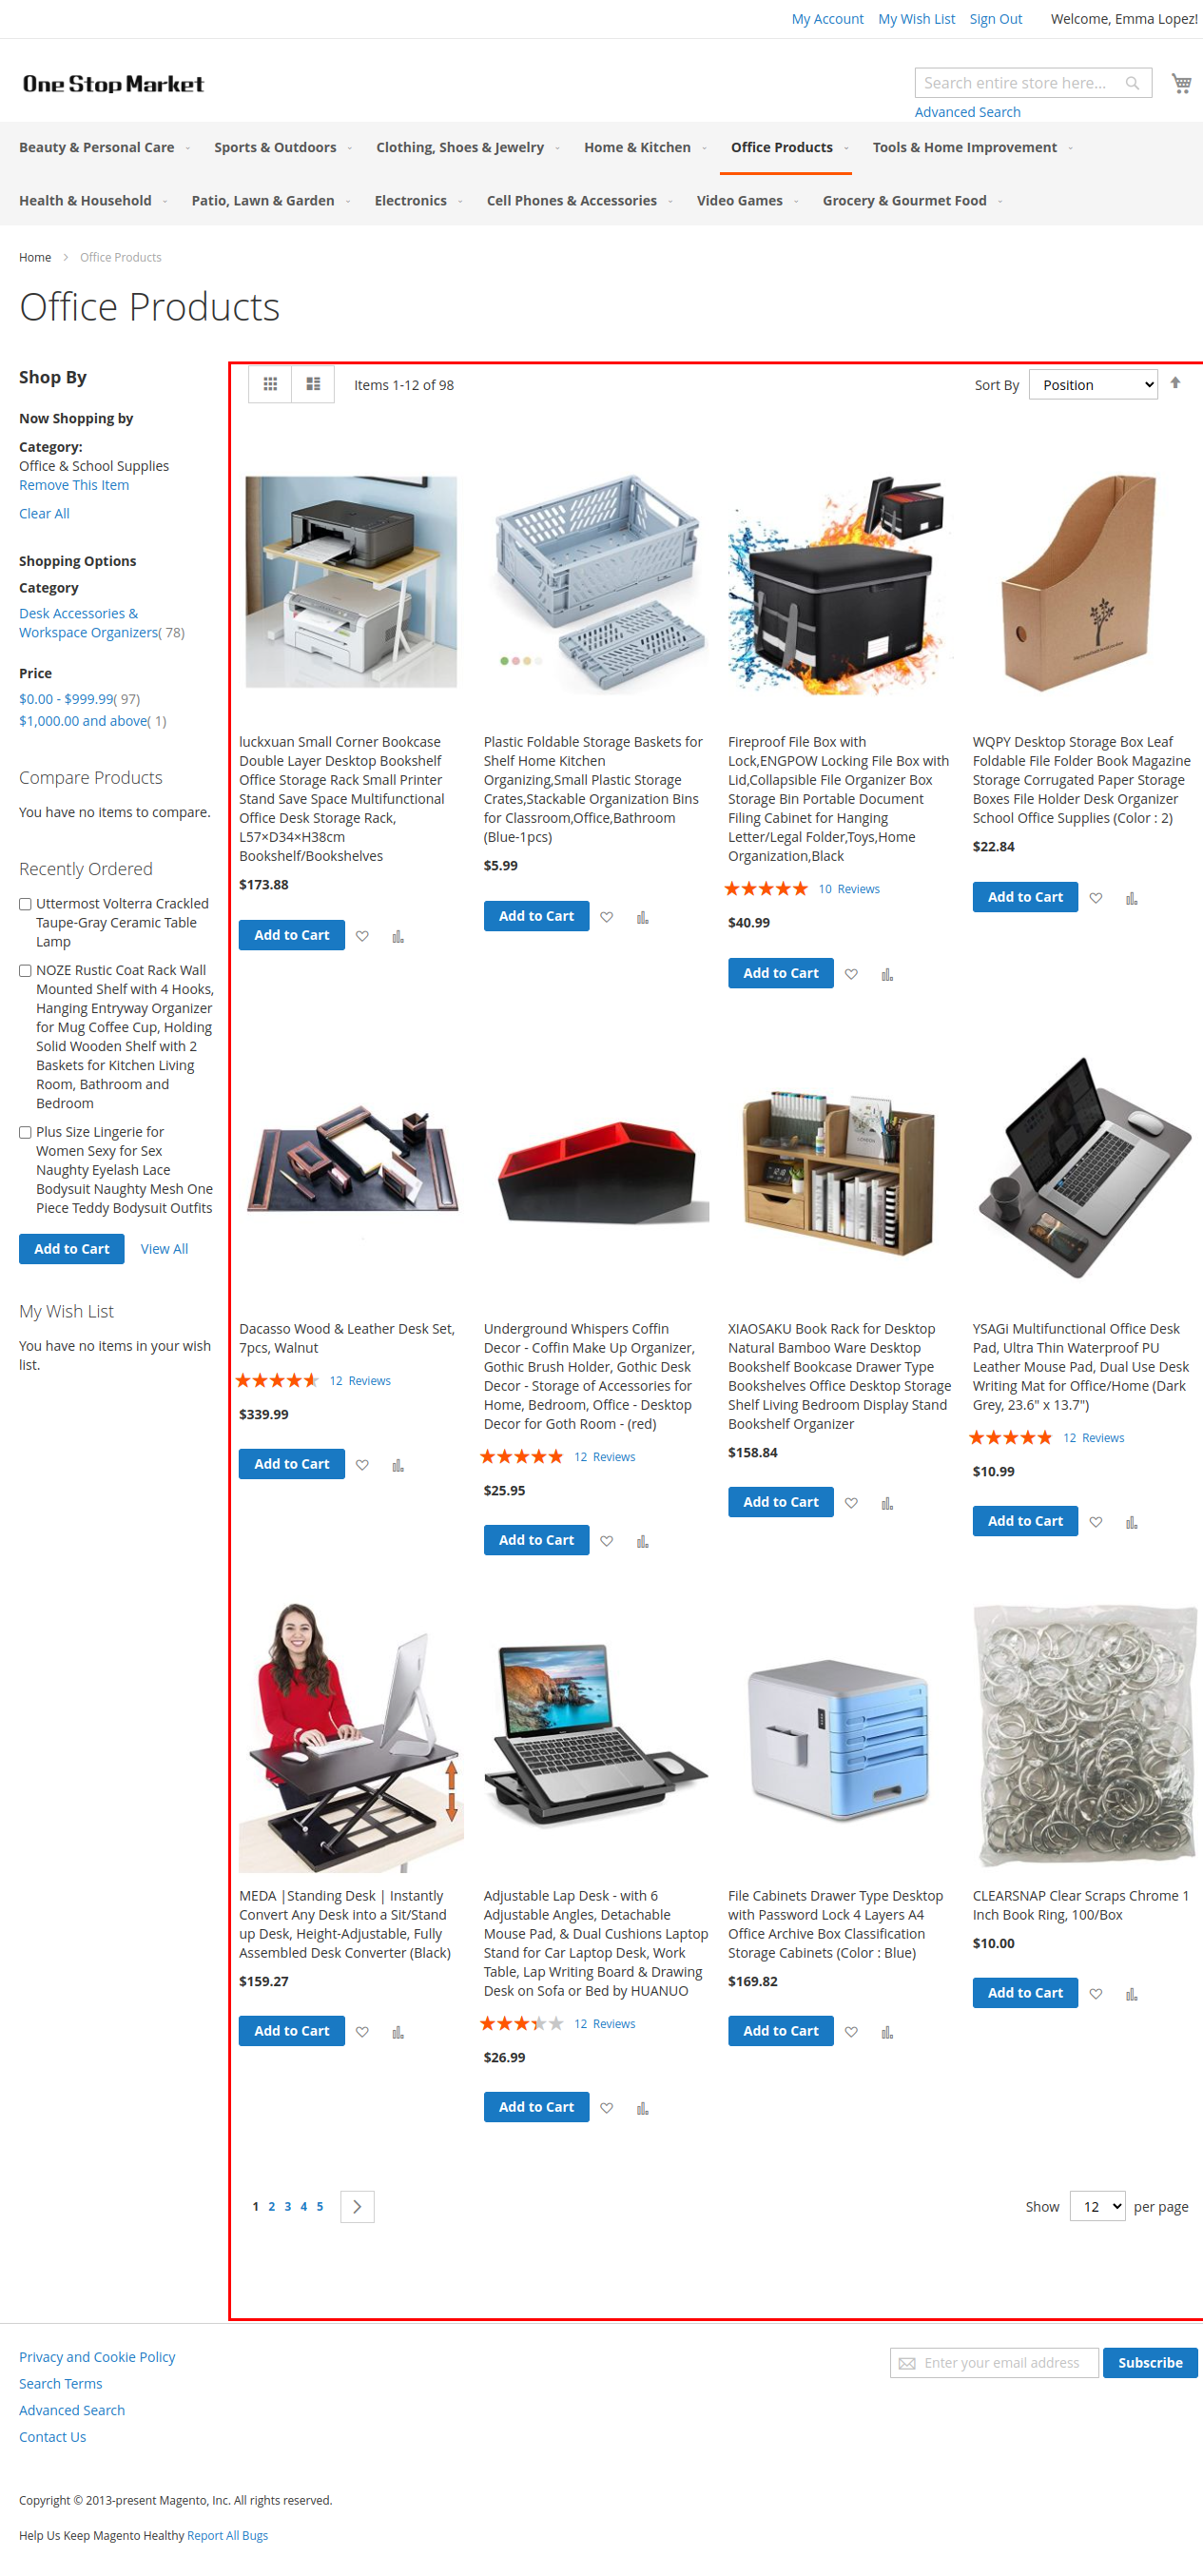 My Account My Wish List Sign Out Welcome, Emma Lopez!
One Stop Market
Search entire store here...
Advanced Search
Beauty & Personal Care Sports & Outdoors Clothing, Shoes & Jewelry Home & Kitchen Office Products Tools & Home Improvement
Health & Household Patio, Lawn & Garden Electronics Cell Phones & Accessories Video Games Grocery & Gourmet Food
Home Office Products
Office Products
Shop By
Now Shopping by
Category:
Office & School Supplies
Remove This Item
Clear All
Shopping Options
Category
Desk Accessories &
Workspace Organizers( 78)
Price
$0.00 - $999.99( 97)
$1,000.00 and above( 1)
Compare Products
You have no items to compare.
Recently Ordered
Uttermost Volterra Crackled
Taupe-Gray Ceramic Table
Lamp
NOZE Rustic Coat Rack Wall
Mounted Shelf with 4 Hooks,
Hanging Entryway Organizer
for Mug Coffee Cup, Holding
Solid Wooden Shelf with 2
Baskets for Kitchen Living
Room, Bathroom and
Bedroom
Plus Size Lingerie for
Women Sexy for Sex
Naughty Eyelash Lace
Bodysuit Naughty Mesh One
Piece Teddy Bodysuit Outfits
Add to Cart View All
My Wish List
You have no items in your wish
list.
Items 1-12 of 98
Sort By Position
luckxuan Small Corner Bookcase
Double Layer Desktop Bookshelf
Office Storage Rack Small Printer
Stand Save Space Multifunctional
Office Desk Storage Rack,
L57×D34×H38cm
Bookshelf/Bookshelves
$173.88
Add to Cart
Plastic Foldable Storage Baskets for
Shelf Home Kitchen
Organizing,Small Plastic Storage
Crates,Stackable Organization Bins
for Classroom,Office,Bathroom
(Blue-1pcs)
$5.99
Add to Cart
Fireproof File Box with
Lock,ENGPOW Locking File Box with
Lid,Collapsible File Organizer Box
Storage Bin Portable Document
Filing Cabinet for Hanging
Letter/Legal Folder,Toys,Home
Organization,Black
10 Reviews
$40.99
Add to Cart
WQPY Desktop Storage Box Leaf
Foldable File Folder Book Magazine
Storage Corrugated Paper Storage
Boxes File Holder Desk Organizer
School Office Supplies (Color : 2)
$22.84
Add to Cart
Dacasso Wood & Leather Desk Set,
7pcs, Walnut
12 Reviews
$339.99
Add to Cart
Underground Whispers Coffin
Decor - Coffin Make Up Organizer,
Gothic Brush Holder, Gothic Desk
Decor - Storage of Accessories for
Home, Bedroom, Office - Desktop
Decor for Goth Room - (red)
12 Reviews
$25.95
Add to Cart
XIAOSAKU Book Rack for Desktop
Natural Bamboo Ware Desktop
Bookshelf Bookcase Drawer Type
Bookshelves Office Desktop Storage
Shelf Living Bedroom Display Stand
Bookshelf Organizer
$158.84
Add to Cart
YSAGi Multifunctional Office Desk
Pad, Ultra Thin Waterproof PU
Leather Mouse Pad, Dual Use Desk
Writing Mat for Office/Home (Dark
Grey, 23.6" x 13.7")
12 Reviews
$10.99
Add to Cart
MEDA |Standing Desk | Instantly
Convert Any Desk into a Sit/Stand
up Desk, Height-Adjustable, Fully
Assembled Desk Converter (Black)
$159.27
Add to Cart
Adjustable Lap Desk - with 6
Adjustable Angles, Detachable
Mouse Pad, & Dual Cushions Laptop
Stand for Car Laptop Desk, Work
Table, Lap Writing Board & Drawing
Desk on Sofa or Bed by HUANUO
12 Reviews
$26.99
Add to Cart
File Cabinets Drawer Type Desktop
with Password Lock 4 Layers A4
Office Archive Box Classification
Storage Cabinets (Color : Blue)
$169.82
Add to Cart
CLEARSNAP Clear Scraps Chrome 1
Inch Book Ring, 100/Box
$10.00
Add to Cart
1 2 3 4 5
Show 12 per page
Privacy and Cookie Policy
Search Terms
Advanced Search
Contact Us
Enter your email address Subscribe
Copyright © 2013-present Magento, Inc. All rights reserved.
Help Us Keep Magento Healthy Report All Bugs